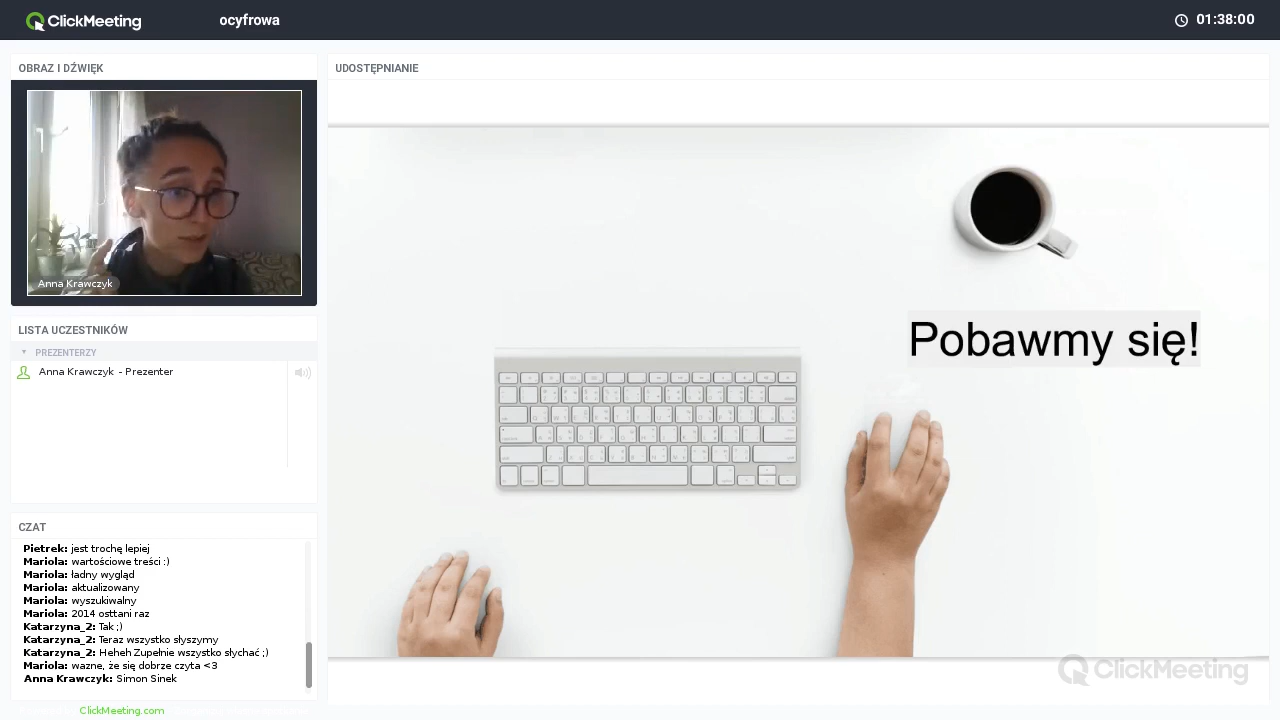 ClickMeeting
ocyfrowa
01:38:00
OBRAZ I DŹWIĘK
Anna Krawczyk
LISTA UCZESTNIKÓW
PREZENTERZY
Anna Krawczyk - Prezenter
CZAT
Pietrek: jest trochę lepiej
Mariola: wartościowe treści :)
Mariola: ładny wygląd
Mariola: aktualizowany
Mariola: wyszukiwalny
Mariola: 2014 osttani raz
Katarzyna_2: Tak ;)
Katarzyna_2: Teraz wszystko słyszymy
Katarzyna_2: Heheh Zupełnie wszystko słychać ;)
Mariola: wazne, że się dobrze czyta <3
Anna Krawczyk: Simon Sinek
ClickMeeting.com
UDOSTĘPNIANIE
Pobawmy się!
ClickMeeting